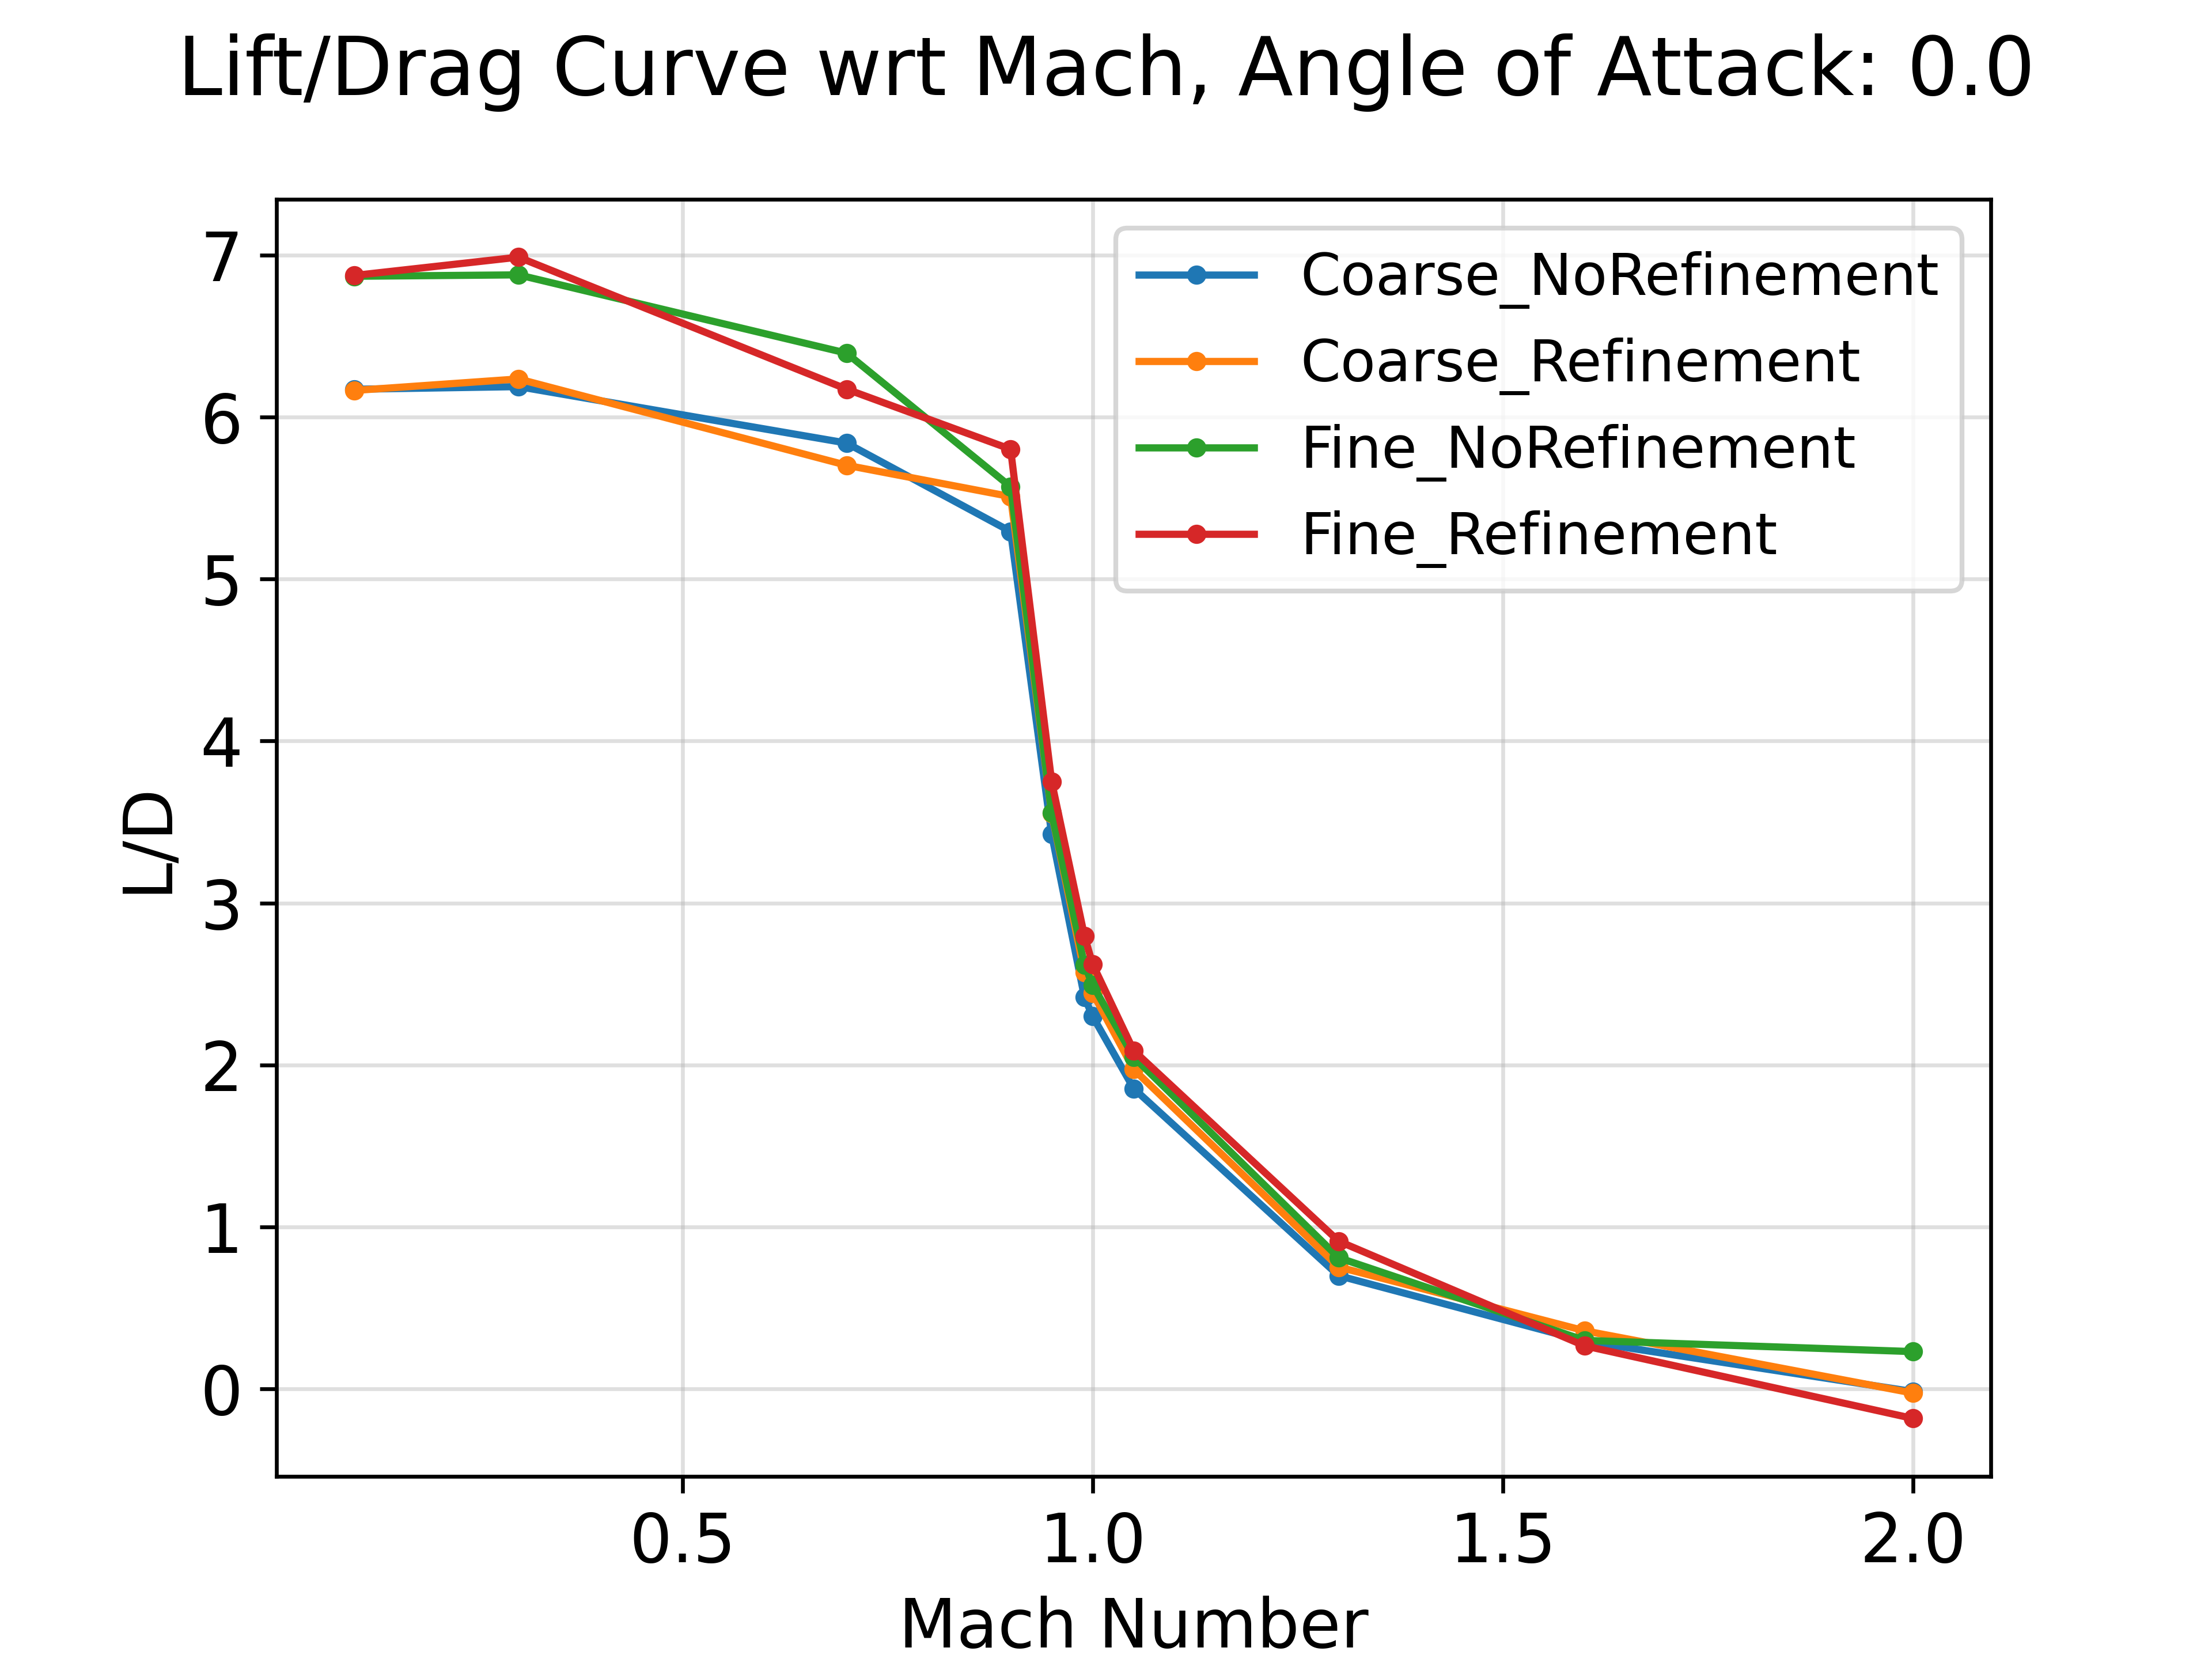 Lift/Drag Curve wrt Mach, Angle of Attack: 0.0
Coarse_NoRefinement
Coarse_Refinement
Fine_NoRefinement
Fine_Refinement
7
6
5
4
3
2
1
0
L/D
0.5 1.0 1.5 2.0
Mach Number